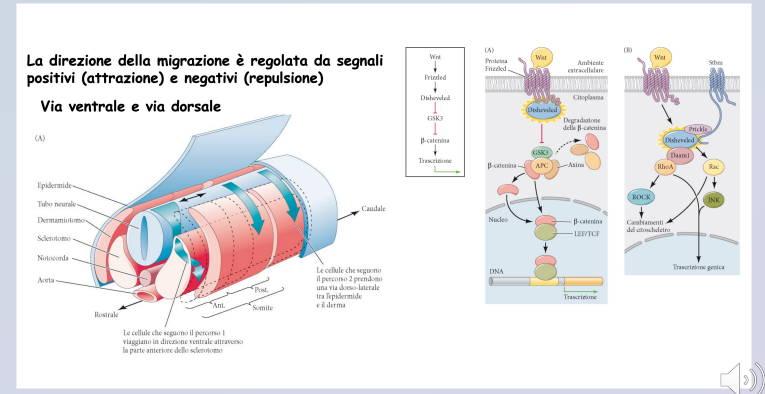 La direzione della migrazione è regolata da segnali
positivi (attrazione) e negativi (repulsione)
Via ventrale e via dorsale
(A)
Epidermide
Tubo neurale
Dermamiotomo
Sclerotomo
Notocorda
Aorta
Rostrale
Caudale
Ant.
Post.
Somite
Le cellule che seguono
il percorso 2 prendono
una via dorso-laterale
tra l'epidermide
e il derma
Le cellule che seguono il percorso 1
viaggiano in direzione ventrale attraverso
la parte anteriore dello sclerotomo
Wnt
Frizzled
Disheveled
GSK3
β-catenina
Trascrizione
(A)
Proteina
Frizzled
Wnt
Ambiente
extracellulare
Citoplasma
Disheveled
Degradazione
della β-catenina
GSK3
β-catenina
APC
Axina
Nucleo
β-catenina
LEF/TCF
DNA
Trascrizione
(B)
Wnt
Stbm
Prickle
Disheveled
Daam1
RhoA
Rac
ROCK
JNK
Cambiamenti
del citoscheletro
Trascrizione genica